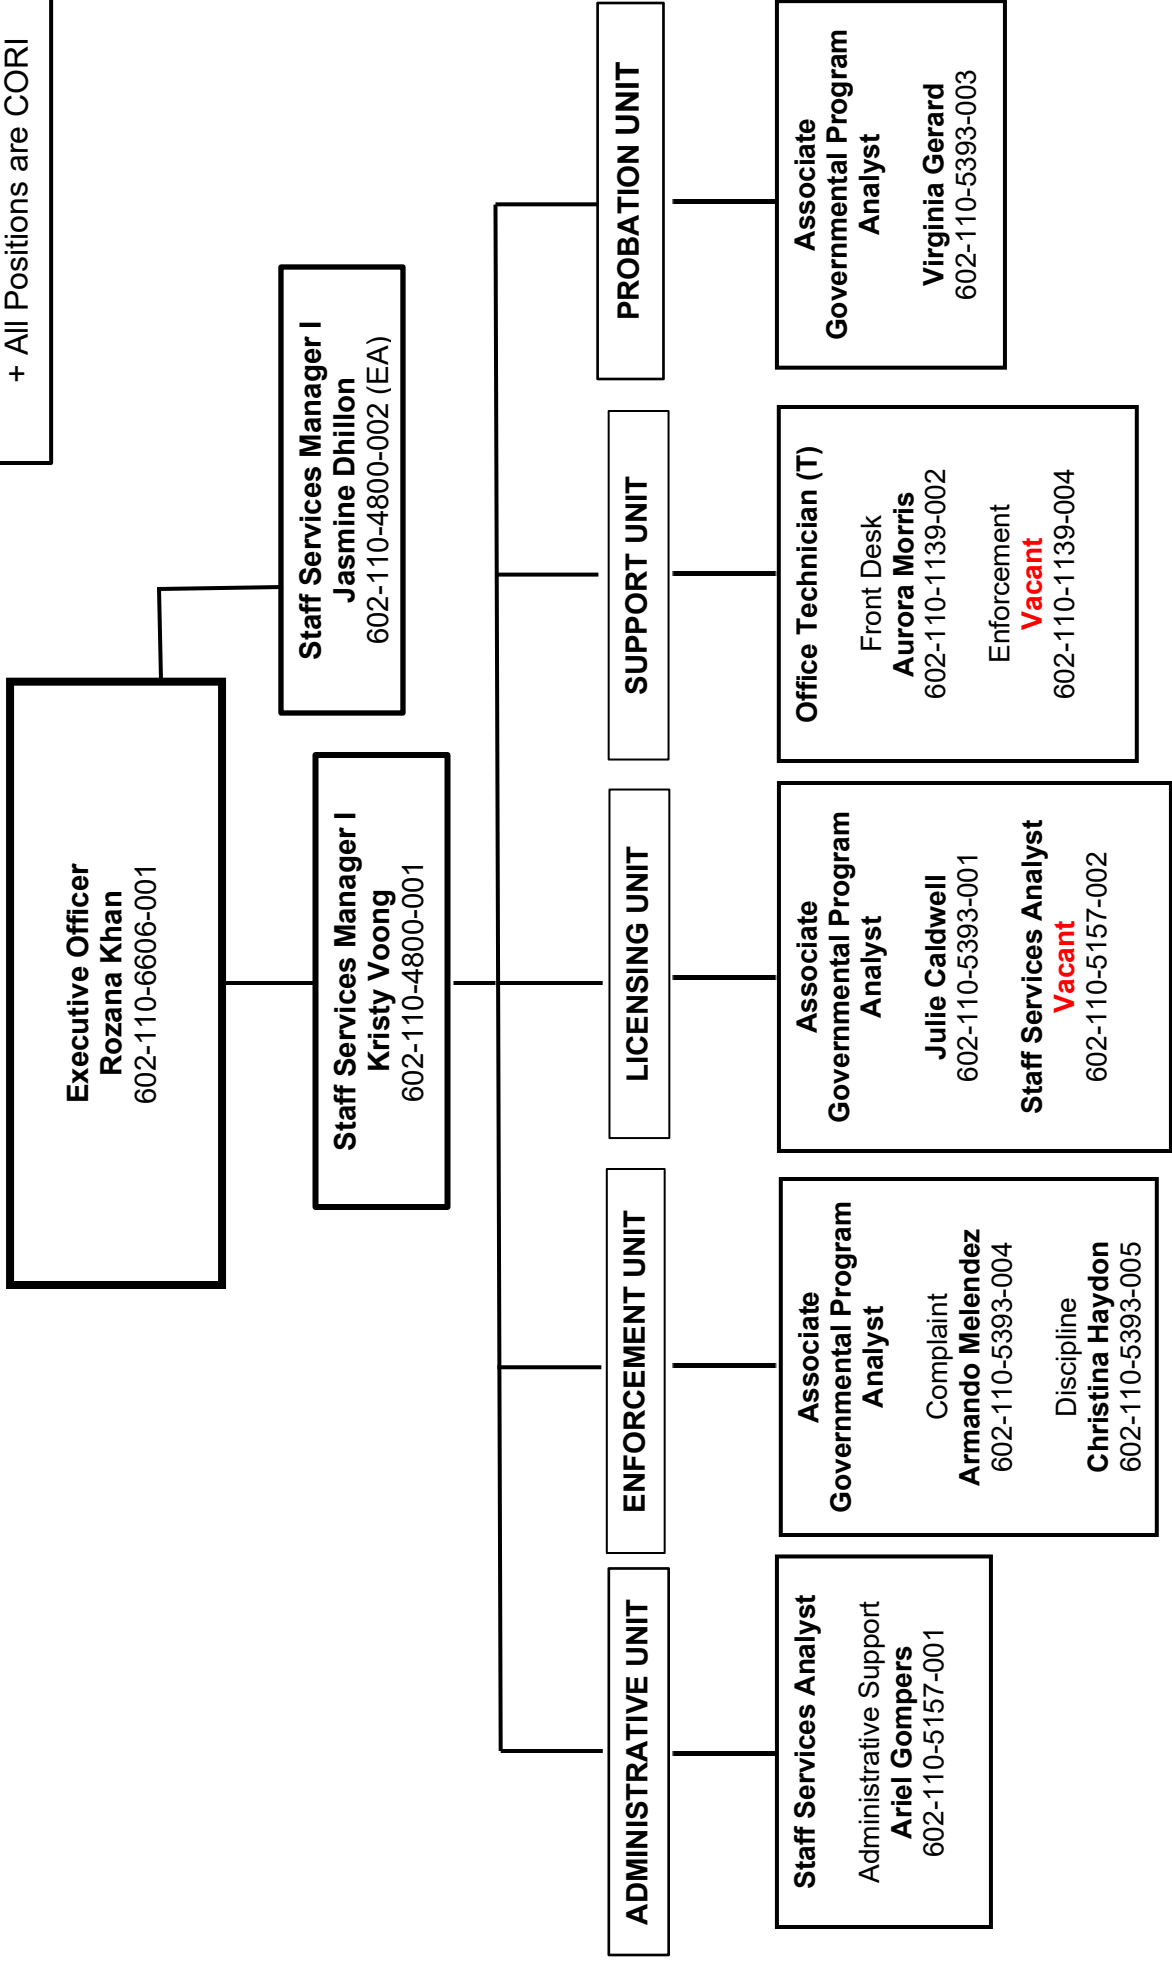 + All Positions are CORI
Executive Officer
Rozana Khan
602-110-6606-001
Staff Services Manager I
Jasmine Dhillon
602-110-4800-002 (EA)
Staff Services Manager I
Kristy Voong
602-110-4800-001
ADMINISTRATIVE UNIT
Staff Services Analyst
Administrative Support
Ariel Gompers
602-110-5157-001
ENFORCEMENT UNIT
Associate
Governmental Program
Analyst
Complaint
Armando Melendez
602-110-5393-004
Discipline
Christina Haydon
602-110-5393-005
LICENSING UNIT
Associate
Governmental Program
Analyst
Julie Caldwell
602-110-5393-001
Staff Services Analyst
Vacant
602-110-5157-002
SUPPORT UNIT
Office Technician (T)
Front Desk
Aurora Morris
602-110-1139-002
Enforcement
Vacant
602-110-1139-004
PROBATION UNIT
Associate
Governmental Program
Analyst
Virginia Gerard
602-110-5393-003